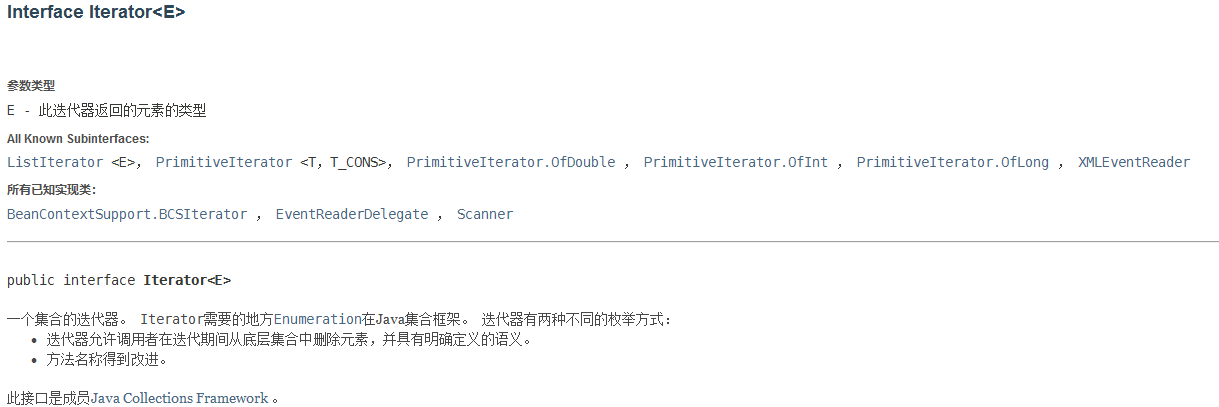 Interface Iterator<E>
参数类型
E - 此迭代器返回的元素的类型
All Known Subinterfaces:
ListIterator <E>， PrimitiveIterator <T，T_CONS>， PrimitiveIterator.OfDouble ， PrimitiveIterator.OfInt ， PrimitiveIterator.OfLong ， XMLEventReader
所有已知实现类：
BeanContextSupport.BCSIterator ， EventReaderDelegate ， Scanner
public interface Iterator<E>
一个集合的迭代器。 Iterator需要的地方Enumeration在Java集合框架。 迭代器有两种不同的枚举方式：
• 迭代器允许调用者在迭代期间从底层集合中删除元素，并具有明确定义的语义。
• 方法名称得到改进。
此接口是成员Java Collections Framework 。